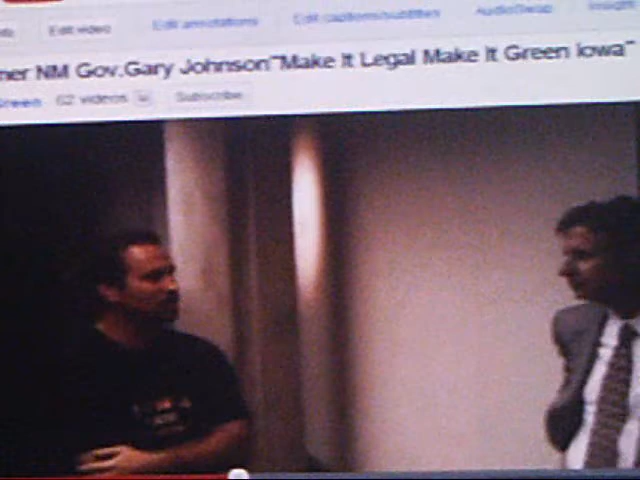 Edit video Edit annotations Edit captions/subtitles AudioSwap Insight
ner NM Gov.Gary Johnson"Make It Legal Make It Green Iowa"
Green 62 videos Subscribe